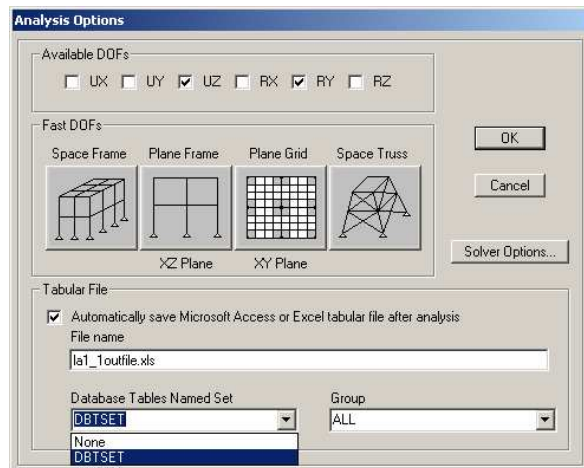 Analysis Options
Available DOFs
UX UY UZ RX RY RZ
Fast DOFs
Space Frame Plane Frame Plane Grid Space Truss
XZ Plane XY Plane
OK
Cancel
Solver Options...
Tabular File
Automatically save Microsoft Access or Excel tabular file after analysis
File name
la1_1outfile.xls
Database Tables Named Set Group
DBTSET ALL
None
DBTSET